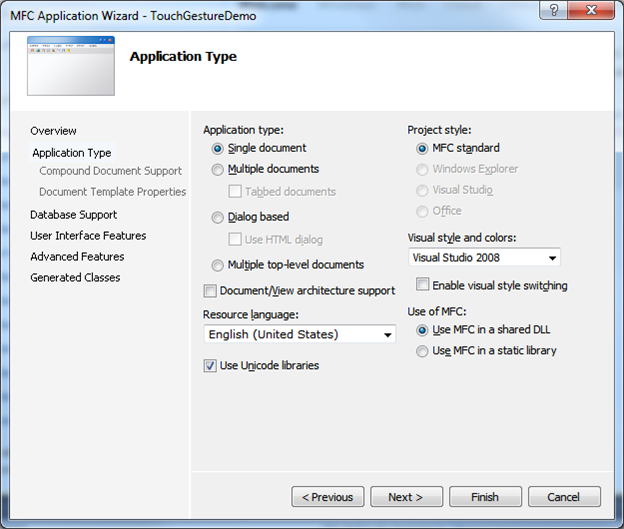 MFC Application Wizard - TouchGestureDemo
Application Type
Overview
Application Type
Compound Document Support
Document Template Properties
Database Support
User Interface Features
Advanced Features
Generated Classes
Application type:
Single document
Multiple documents
Tabbed documents
Dialog based
Use HTML dialog
Multiple top-level documents
Document/View architecture support
Resource language:
English (United States)
Use Unicode libraries
Project style:
MFC standard
Windows Explorer
Visual Studio
Office
Visual style and colors:
Visual Studio 2008
Enable visual style switching
Use of MFC:
Use MFC in a shared DLL
Use MFC in a static library
< Previous
Next >
Finish
Cancel